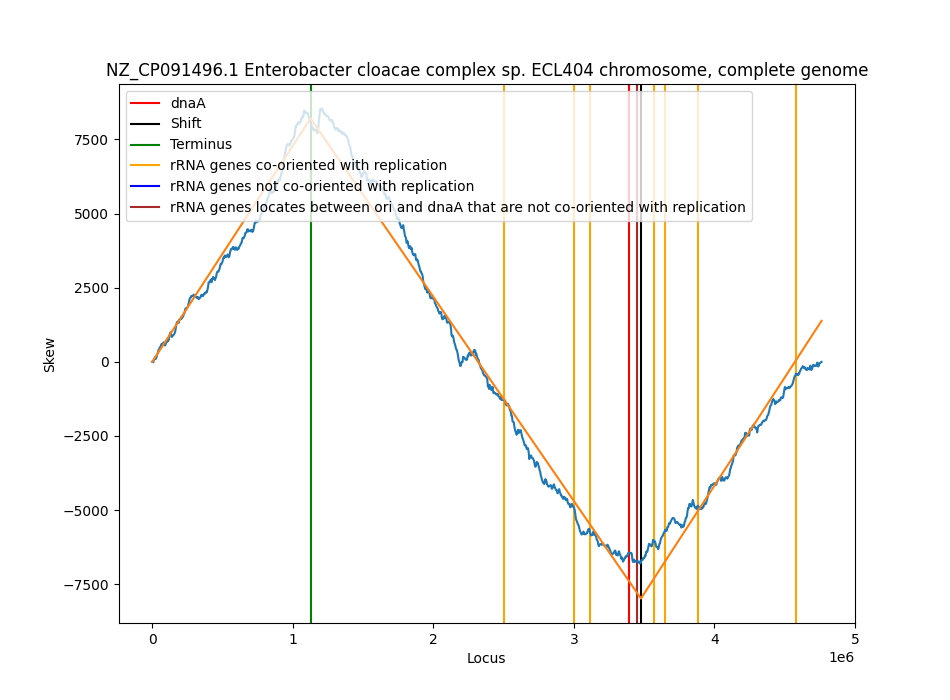 NZ_CP091496.1 Enterobacter cloacae complex sp. ECL404 chromosome, complete genome
dnaA
Shift
Terminus
rRNA genes co-oriented with replication
rRNA genes not co-oriented with replication
rRNA genes locates between ori and dnaA that are not co-oriented with replication
7500
5000
2500
0
−2500
−5000
−7500
Skew
0
1
2
3
4
5
1e6
Locus